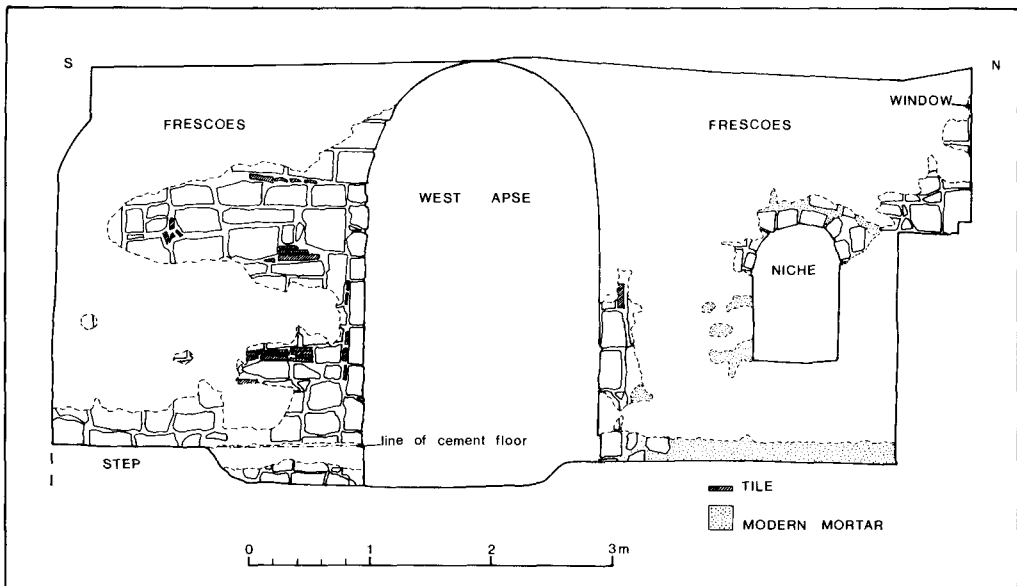 S
N
WINDOW
FRESCOES
FRESCOES
WEST APSE
NICHE
line of cement floor
STEP
TILE
MODERN MORTAR
0 1 2 3m